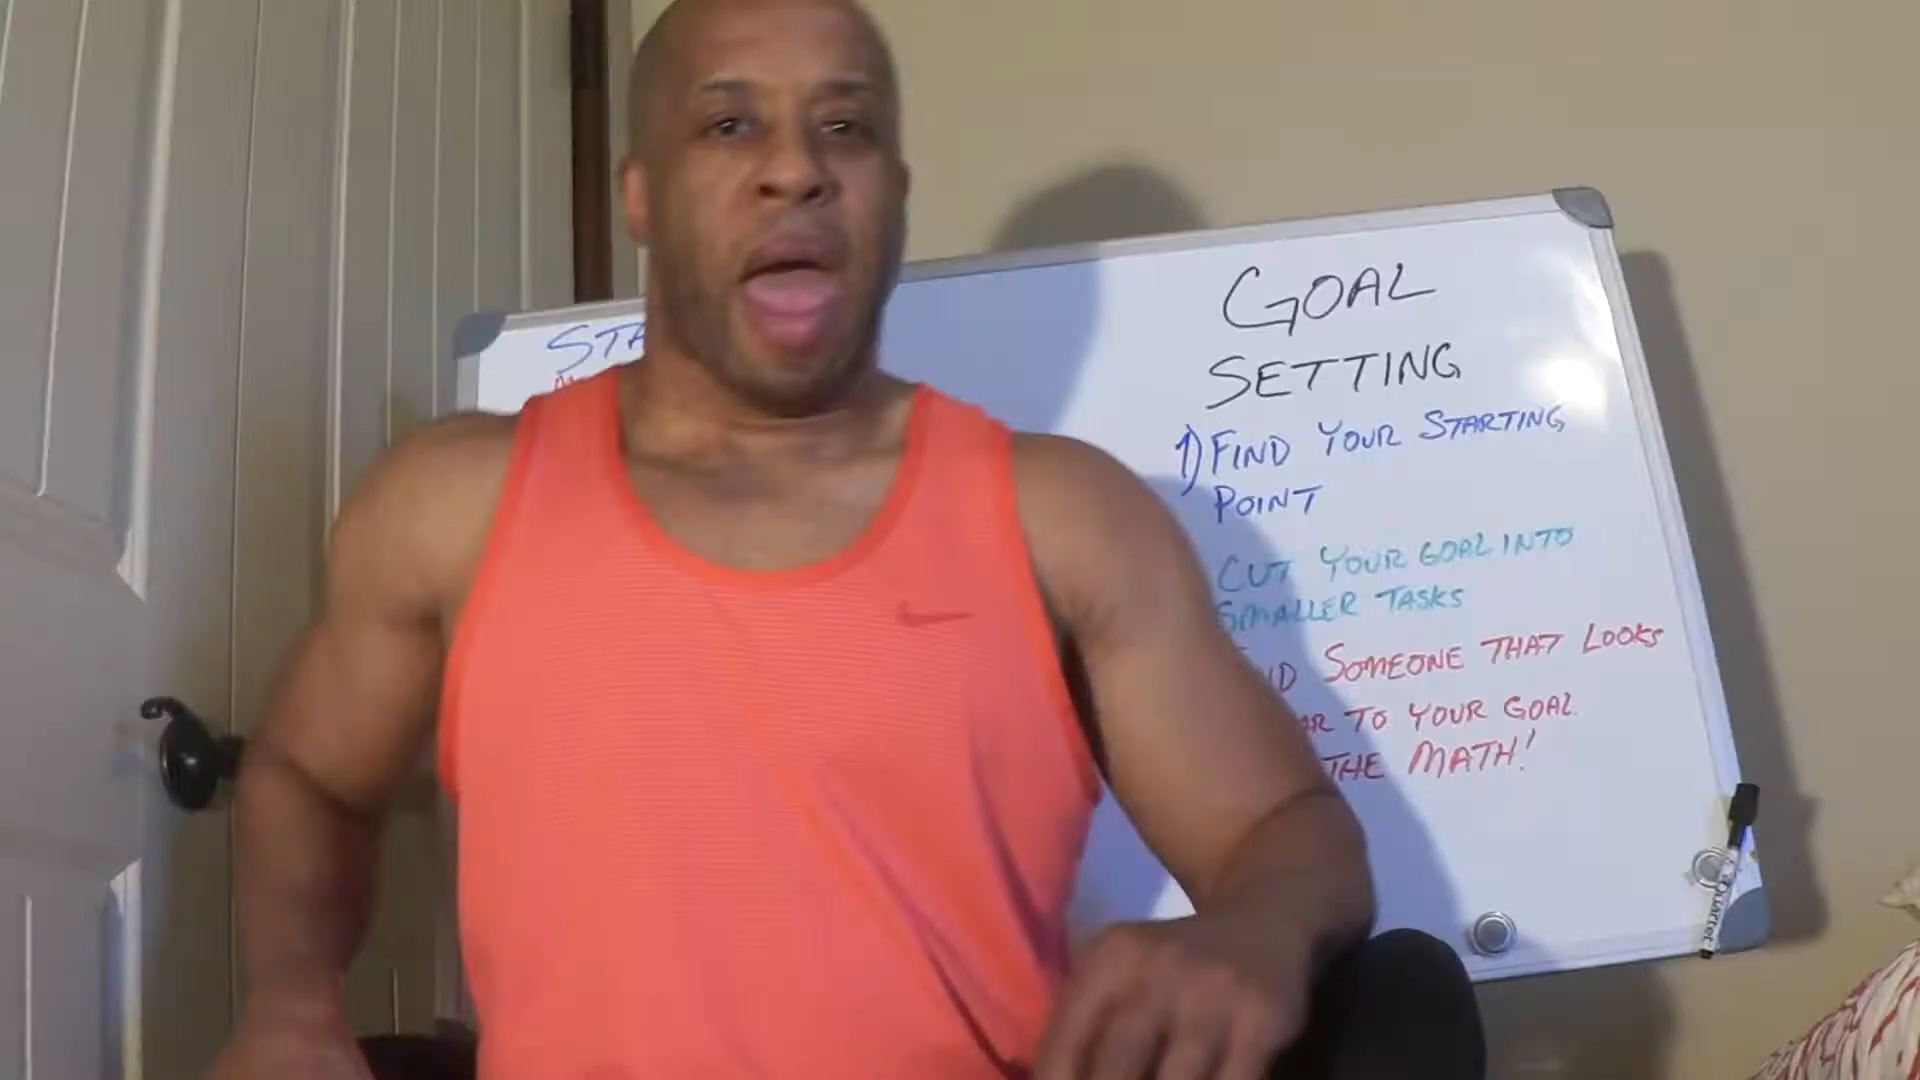 GOAL
SETTING
1) FIND YOUR STARTING
POINT
CUT YOUR GOAL INTO
SMALLER TASKS
SOMEONE THAT LOOKS
TO YOUR GOAL.
THE MATH!
Quartet